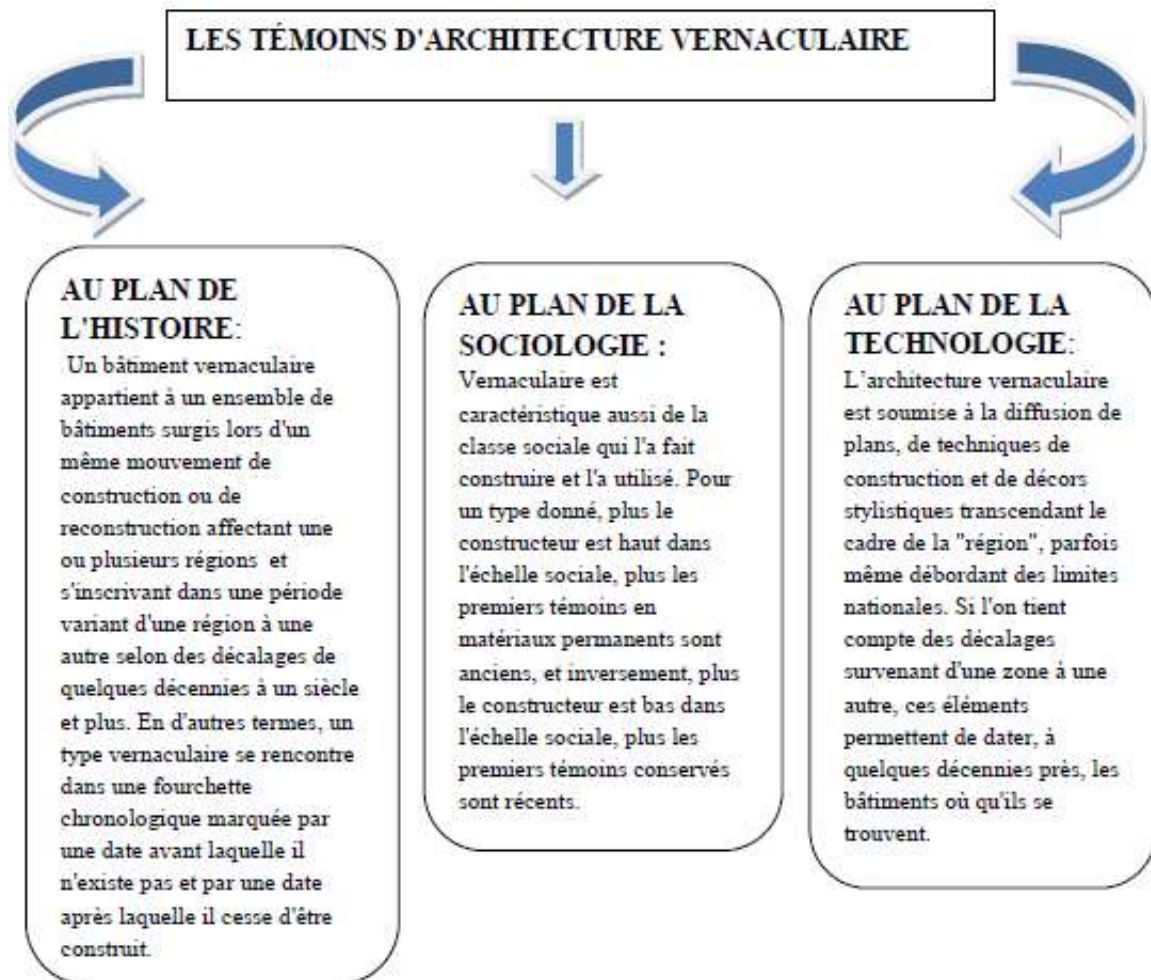 LES TÉMOINS D'ARCHITECTURE VERNACULAIRE
AU PLAN DE
L'HISTOIRE:
Un bâtiment vernaculaire
appartient à un ensemble de
bâtiments surgis lors d'un
même mouvement de
construction ou de
reconstruction affectant une
ou plusieurs régions et
s'inscrivant dans une période
variant d'une région à une
autre selon des décalages de
quelques décennies à un siècle
et plus. En d'autres termes, un
type vernaculaire se rencontre
dans une fourchette
chronologique marquée par
une date avant laquelle il
n'existe pas et par une date
après laquelle il cesse d'être
construit.
AU PLAN DE LA
SOCIOLOGIE :
Vernaculaire est
caractéristique aussi de la
classe sociale qui l'a fait
construire et l'a utilisé. Pour
un type donné, plus le
constructeur est haut dans
l'échelle sociale, plus les
premiers témoins en
matériaux permanents sont
anciens, et inversement, plus
le constructeur est bas dans
l'échelle sociale, plus les
premiers témoins conservés
sont récents.
AU PLAN DE LA
TECHNOLOGIE:
L'architecture vernaculaire
est soumise à la diffusion de
plans, de techniques de
construction et de décors
stylistiques transcendant le
cadre de la "région", parfois
même débordant des limites
nationales. Si l'on tient
compte des décalages
survenant d'une zone à une
autre, ces éléments
permettent de dater, à
quelques décennies près, les
bâtiments où qu'ils se
trouvent.